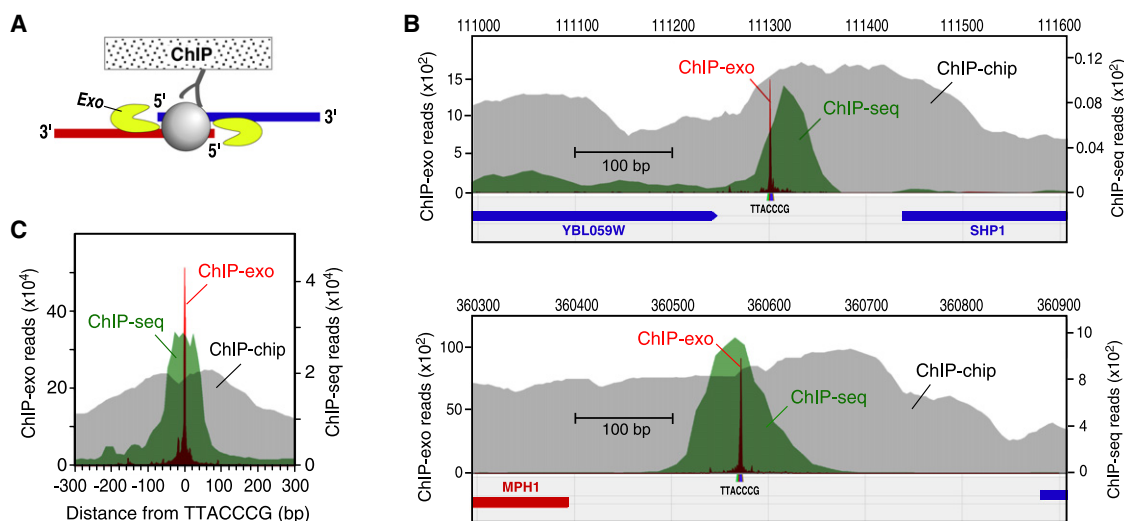 A
ChIP
Exo
5'
3'
3'
5'
B
111000 111100 111200 111300 111400 111500 111600
ChIP-exo reads (x10²)
15
10
5
0
ChIP-exo
ChIP-chip
ChIP-seq
100 bp
0.12
0.08
0.04
0
ChIP-seq reads (x10²)
TTACCCG
YBL059W
SHP1
C
ChIP-exo reads (x10⁴)
40
20
0
ChIP-exo
ChIP-seq
ChIP-chip
4
2
0
ChIP-seq reads (x10⁴)
-300 -200 -100 0 100 200 300
Distance from TTACCCG (bp)
360300 360400 360500 360600 360700 360800 360900
ChIP-exo reads (x10²)
100
50
0
ChIP-exo
ChIP-chip
ChIP-seq
100 bp
10
8
4
0
ChIP-seq reads (x10²)
MPH1
TTACCCG